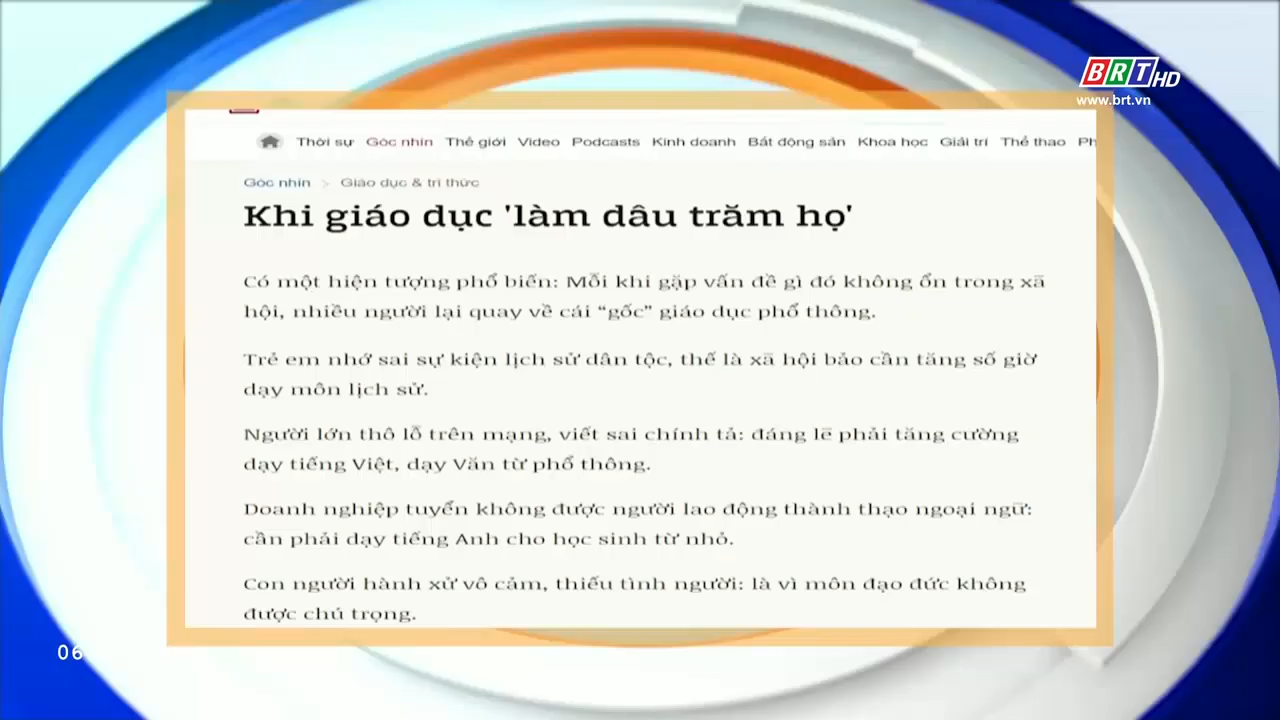 BRT HD
www.brt.vn
Thời sự Góc nhìn Thế giới Video Podcasts Kinh doanh Bất động sản Khoa học Giải trí Thể thao Ph
Góc nhìn > Giáo dục & tri thức
Khi giáo dục 'làm dâu trăm họ'
Có một hiện tượng phổ biến: Mỗi khi gặp vấn đề gì đó không ổn trong xã
hội, nhiều người lại quay về cái “gốc” giáo dục phổ thông.
Trẻ em nhớ sai sự kiện lịch sử dân tộc, thế là xã hội bảo cần tăng số giờ
dạy môn lịch sử.
Người lớn thô lỗ trên mạng, viết sai chính tả: đáng lẽ phải tăng cường
dạy tiếng Việt, dạy Văn từ phổ thông.
Doanh nghiệp tuyển không được người lao động thành thạo ngoại ngữ:
cần phải dạy tiếng Anh cho học sinh từ nhỏ.
Con người hành xử vô cảm, thiếu tình người: là vì môn đạo đức không
được chú trọng.
06